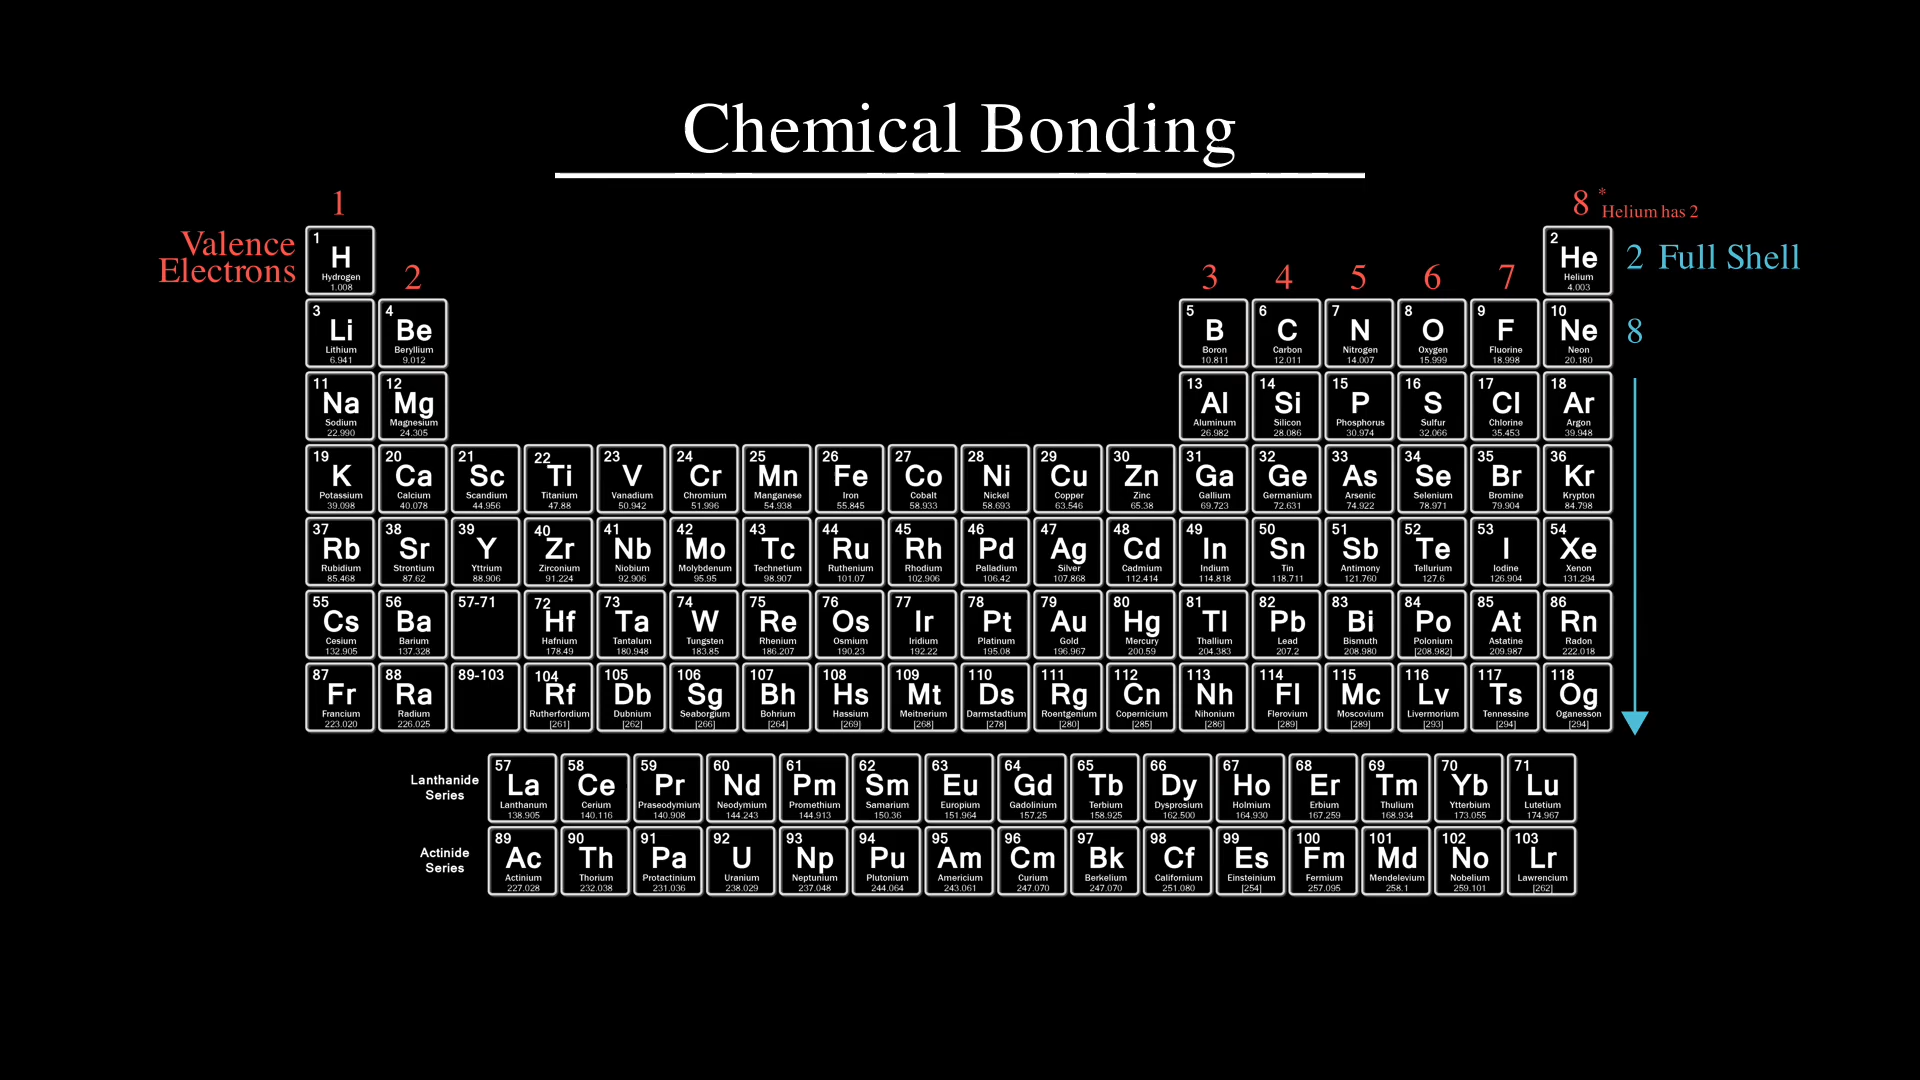 Chemical Bonding
1
8 * Helium has 2
Valence
Electrons
2
3 4 5 6 7
2 Full Shell
8
1 H Hydrogen 1.008
2 He Helium 4.003
3 Li Lithium 6.941
4 Be Beryllium 9.012
5 B Boron 10.811
6 C Carbon 12.011
7 N Nitrogen 14.007
8 O Oxygen 15.999
9 F Fluorine 18.998
10 Ne Neon 20.180
11 Na Sodium 22.990
12 Mg Magnesium 24.305
13 Al Aluminum 26.982
14 Si Silicon 28.086
15 P Phosphorus 30.974
16 S Sulfur 32.066
17 Cl Chlorine 35.453
18 Ar Argon 39.948
19 K Potassium 39.098
20 Ca Calcium 40.078
21 Sc Scandium 44.956
22 Ti Titanium 47.88
23 V Vanadium 50.942
24 Cr Chromium 51.996
25 Mn Manganese 54.938
26 Fe Iron 55.845
27 Co Cobalt 58.933
28 Ni Nickel 58.693
29 Cu Copper 63.546
30 Zn Zinc 65.38
31 Ga Gallium 69.723
32 Ge Germanium 72.631
33 As Arsenic 74.922
34 Se Selenium 78.971
35 Br Bromine 79.904
36 Kr Krypton 84.798
37 Rb Rubidium 85.468
38 Sr Strontium 87.62
39 Y Yttrium 88.906
40 Zr Zirconium 91.224
41 Nb Niobium 92.906
42 Mo Molybdenum 95.95
43 Tc Technetium 98.907
44 Ru Ruthenium 101.07
45 Rh Rhodium 102.906
46 Pd Palladium 106.42
47 Ag Silver 107.868
48 Cd Cadmium 112.414
49 In Indium 114.818
50 Sn Tin 118.711
51 Sb Antimony 121.760
52 Te Tellurium 127.6
53 I Iodine 126.904
54 Xe Xenon 131.294
55 Cs Cesium 132.905
56 Ba Barium 137.328
57-71
72 Hf Hafnium 178.49
73 Ta Tantalum 180.948
74 W Tungsten 183.85
75 Re Rhenium 186.207
76 Os Osmium 190.23
77 Ir Iridium 192.22
78 Pt Platinum 195.08
79 Au Gold 196.967
80 Hg Mercury 200.59
81 Tl Thallium 204.383
82 Pb Lead 207.2
83 Bi Bismuth 208.980
84 Po Polonium [208.982]
85 At Astatine 209.987
86 Rn Radon 222.018
87 Fr Francium 223.020
88 Ra Radium 226.025
89-103
104 Rf Rutherfordium [261]
105 Db Dubnium [262]
106 Sg Seaborgium [266]
107 Bh Bohrium [264]
108 Hs Hassium [269]
109 Mt Meitnerium [268]
110 Ds Darmstadtium [278]
111 Rg Roentgenium [280]
112 Cn Copernicium [285]
113 Nh Nihonium [286]
114 Fl Flerovium [289]
115 Mc Moscovium [289]
116 Lv Livermorium [293]
117 Ts Tennessine [294]
118 Og Oganesson [294]
Lanthanide
Series
57 La Lanthanum 138.905
58 Ce Cerium 140.116
59 Pr Praseodymium 140.908
60 Nd Neodymium 144.243
61 Pm Promethium 144.913
62 Sm Samarium 150.36
63 Eu Europium 151.964
64 Gd Gadolinium 157.25
65 Tb Terbium 158.925
66 Dy Dysprosium 162.500
67 Ho Holmium 164.930
68 Er Erbium 167.259
69 Tm Thulium 168.934
70 Yb Ytterbium 173.055
71 Lu Lutetium 174.967
Actinide
Series
89 Ac Actinium 227.028
90 Th Thorium 232.038
91 Pa Protactinium 231.036
92 U Uranium 238.029
93 Np Neptunium 237.048
94 Pu Plutonium 244.064
95 Am Americium 243.061
96 Cm Curium 247.070
97 Bk Berkelium 247.070
98 Cf Californium 251.080
99 Es Einsteinium [254]
100 Fm Fermium 257.095
101 Md Mendelevium 258.1
102 No Nobelium 259.101
103 Lr Lawrencium [262]